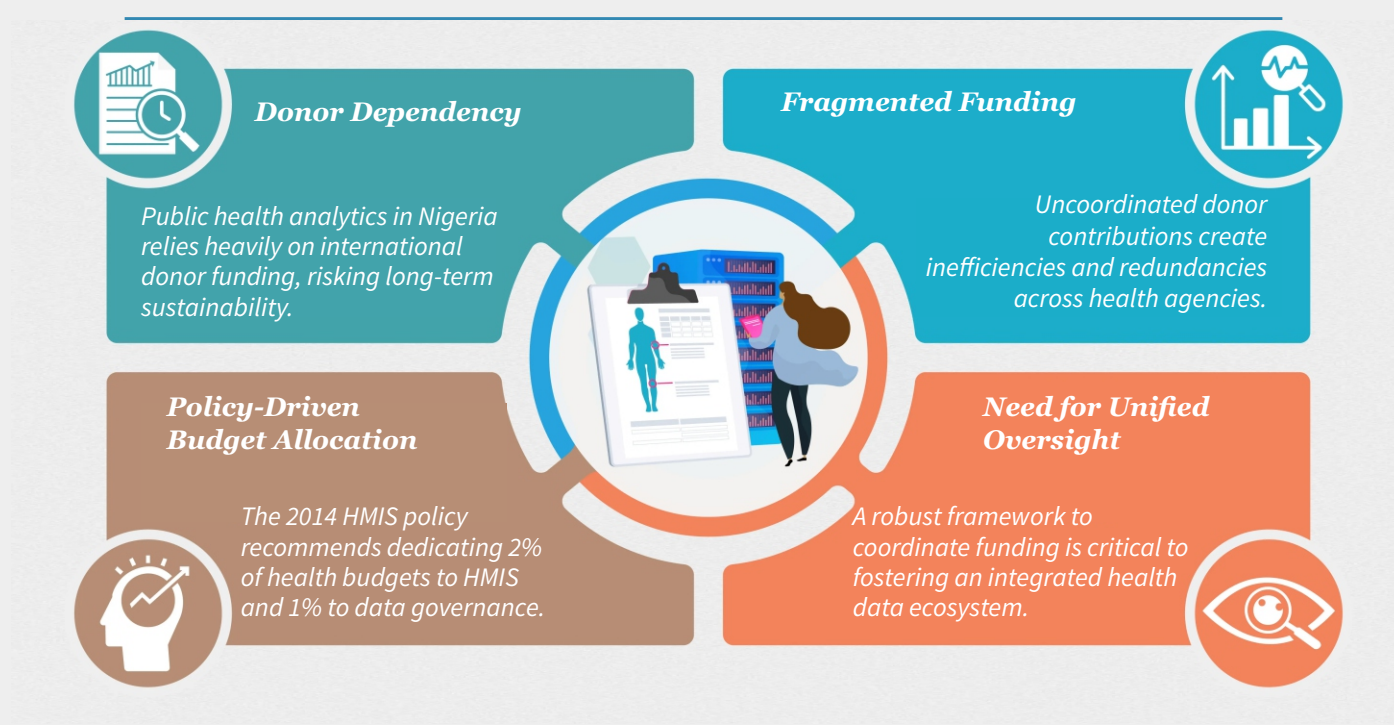 Donor Dependency
Public health analytics in Nigeria
relies heavily on international
donor funding, risking long-term
sustainability.
Fragmented Funding
Uncoordinated donor
contributions create
inefficiencies and redundancies
across health agencies.
Policy-Driven
Budget Allocation
The 2014 HMIS policy
recommends dedicating 2%
of health budgets to HMIS
and 1% to data governance.
Need for Unified
Oversight
A robust framework to
coordinate funding is critical to
fostering an integrated health
data ecosystem.